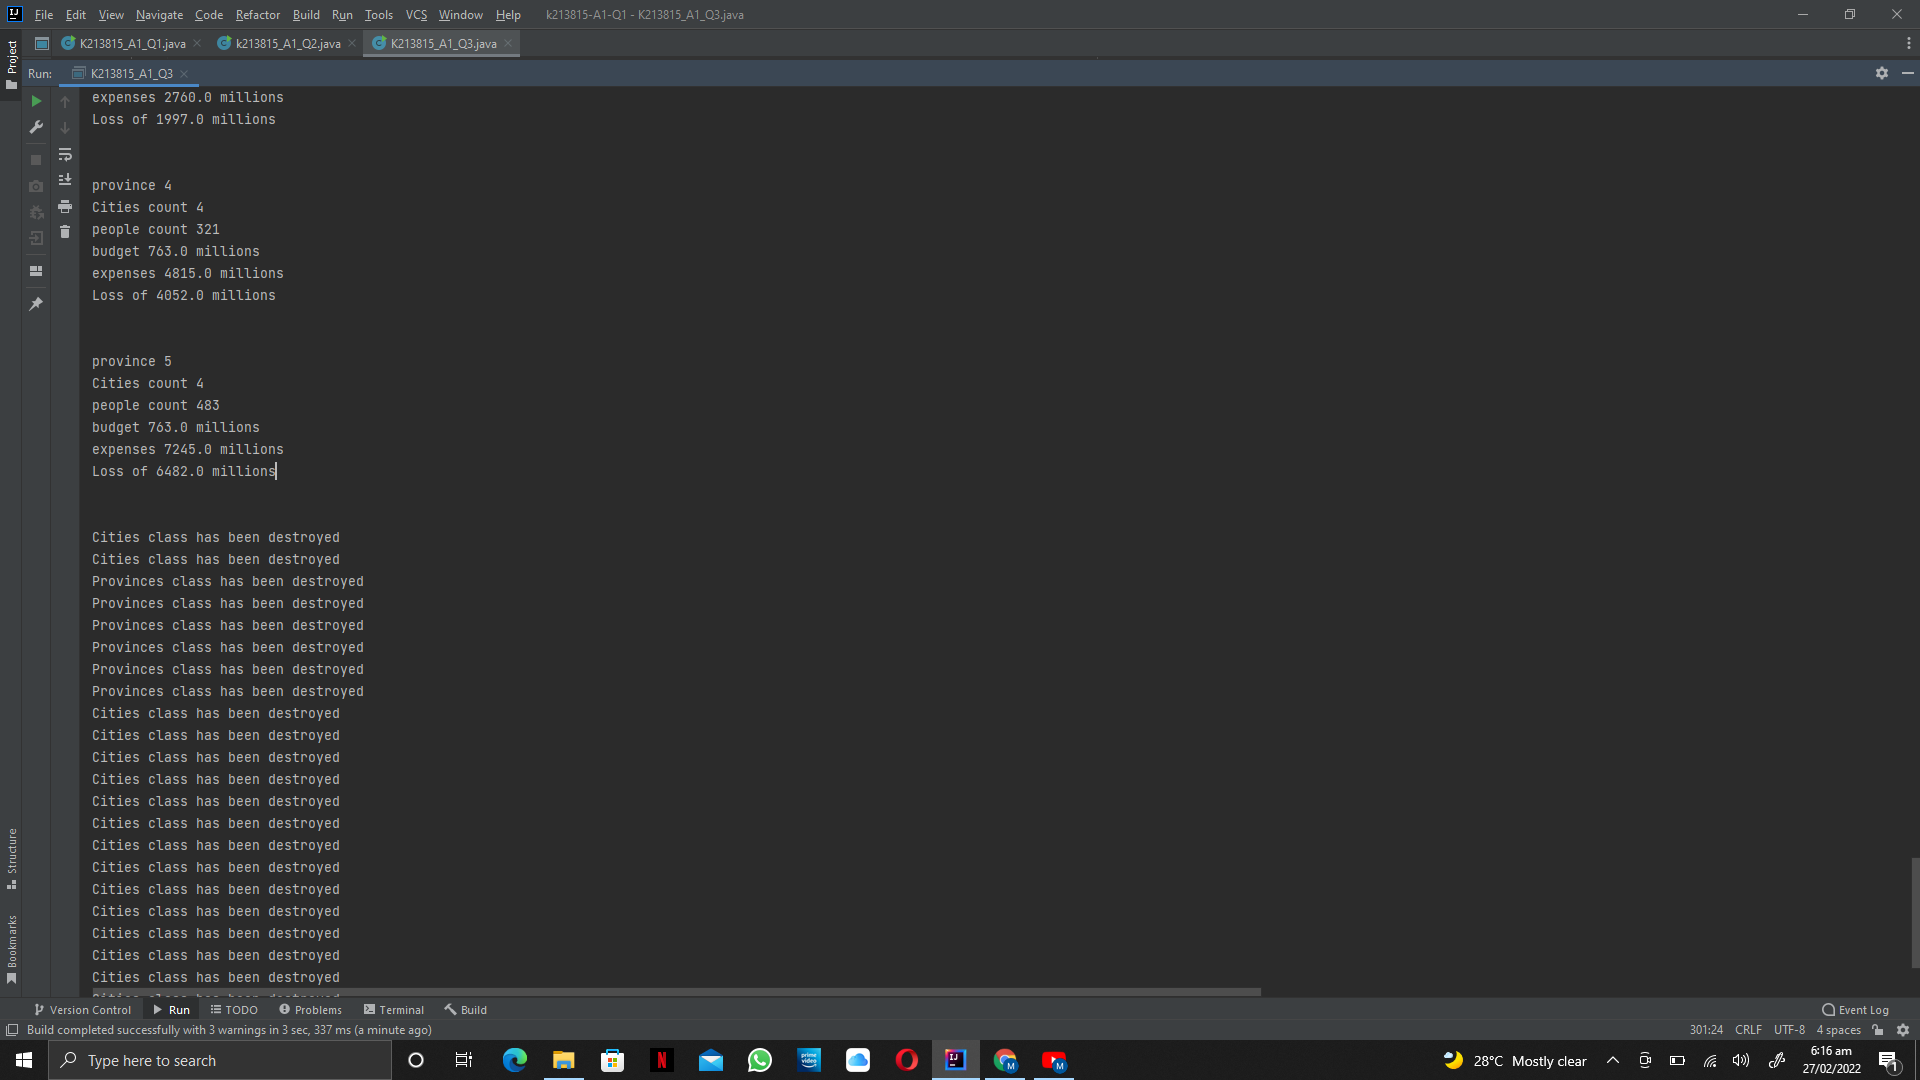 File Edit View Navigate Code Refactor Build Run Tools VCS Window Help k213815-A1-Q1 - K213815_A1_Q3.java
K213815_A1_Q1.java k213815_A1_Q2.java K213815_A1_Q3.java
Project
Run: K213815_A1_Q3
expenses 2760.0 millions
Loss of 1997.0 millions
province 4
Cities count 4
people count 321
budget 763.0 millions
expenses 4815.0 millions
Loss of 4052.0 millions
province 5
Cities count 4
people count 483
budget 763.0 millions
expenses 7245.0 millions
Loss of 6482.0 millions
Cities class has been destroyed
Cities class has been destroyed
Provinces class has been destroyed
Provinces class has been destroyed
Provinces class has been destroyed
Provinces class has been destroyed
Provinces class has been destroyed
Provinces class has been destroyed
Cities class has been destroyed
Cities class has been destroyed
Cities class has been destroyed
Cities class has been destroyed
Cities class has been destroyed
Cities class has been destroyed
Cities class has been destroyed
Cities class has been destroyed
Cities class has been destroyed
Cities class has been destroyed
Cities class has been destroyed
Cities class has been destroyed
Cities class has been destroyed
Cities class has been destroyed
Structure
Bookmarks
Version Control Run TODO Problems Terminal Build Event Log
Build completed successfully with 3 warnings in 3 sec, 337 ms (a minute ago) 301:24 CRLF UTF-8 4 spaces
Type here to search 28°C Mostly clear 6:16 am
27/02/2022